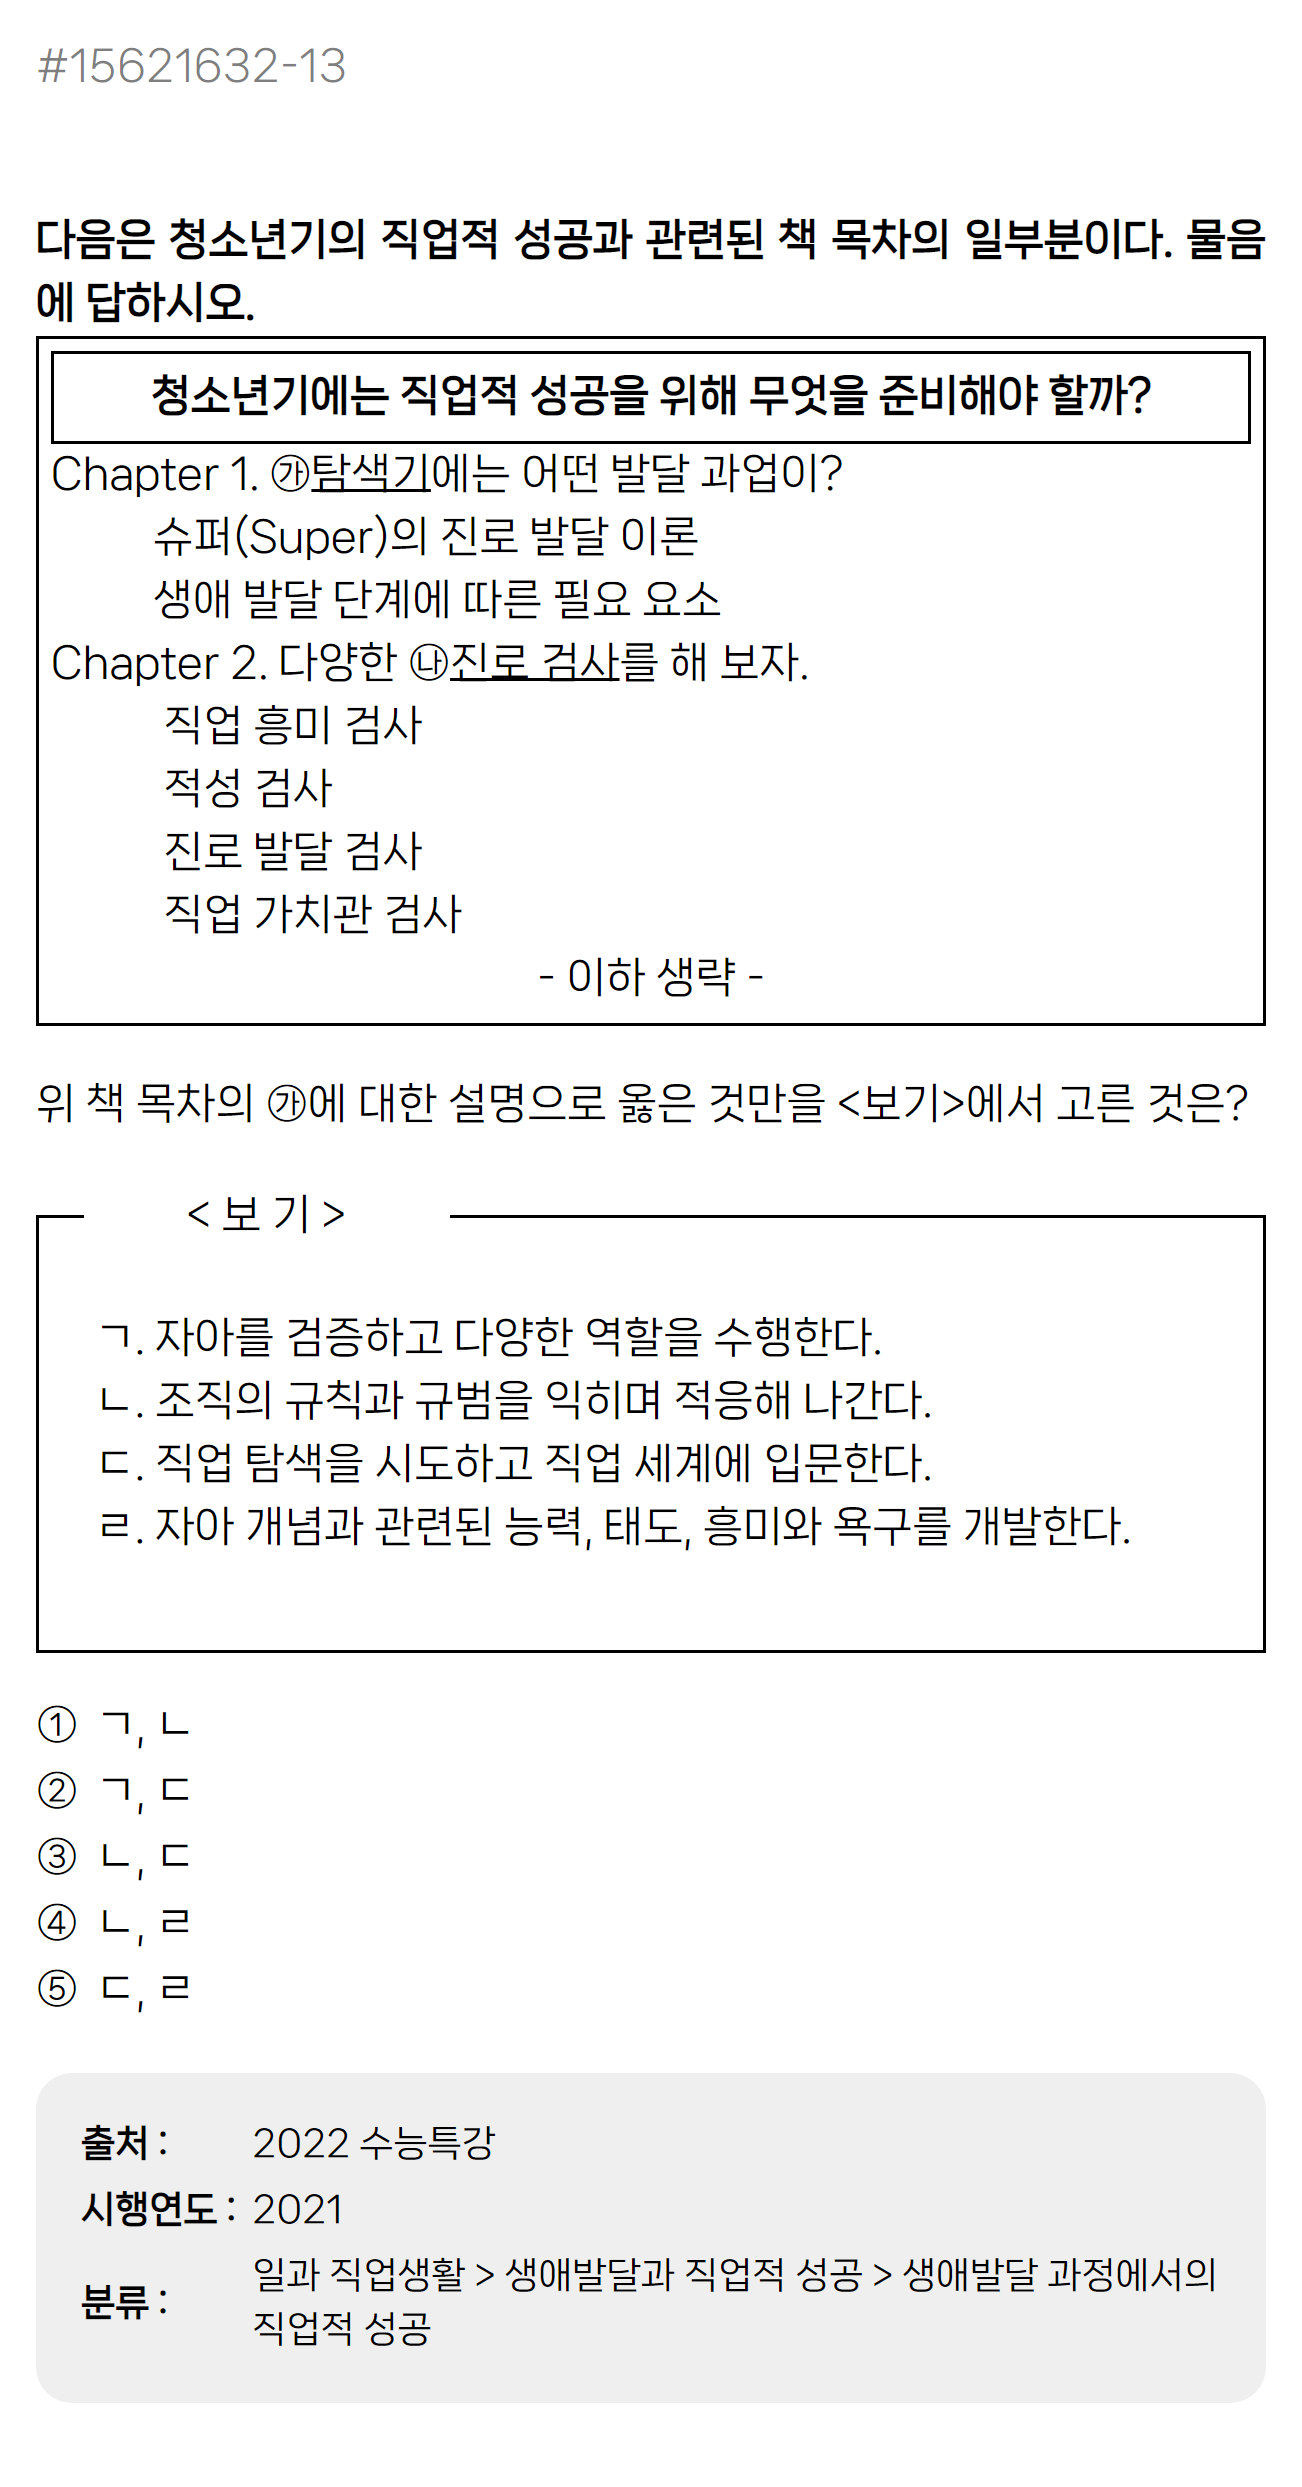 #15621632-13
다음은 청소년기의 직업적 성공과 관련된 책 목차의 일부분이다. 물음
에 답하시오.
청소년기에는 직업적 성공을 위해 무엇을 준비해야 할까?
Chapter 1. ㉮탐색기에는 어떤 발달 과업이?
슈퍼(Super)의 진로 발달 이론
생애 발달 단계에 따른 필요 요소
Chapter 2. 다양한 ㉯진로 검사를 해 보자.
직업 흥미 검사
적성 검사
진로 발달 검사
직업 가치관 검사
- 이하 생략 -
위 책 목차의 ㉮에 대한 설명으로 옳은 것만을 <보기>에서 고른 것은?
< 보 기 >
ㄱ. 자아를 검증하고 다양한 역할을 수행한다.
ㄴ. 조직의 규칙과 규범을 익히며 적응해 나간다.
ㄷ. 직업 탐색을 시도하고 직업 세계에 입문한다.
ㄹ. 자아 개념과 관련된 능력, 태도, 흥미와 욕구를 개발한다.
① ㄱ, ㄴ
② ㄱ, ㄷ
③ ㄴ, ㄷ
④ ㄴ, ㄹ
⑤ ㄷ, ㄹ
출처 : 2022 수능특강
시행연도 : 2021
분류 : 일과 직업생활 > 생애발달과 직업적 성공 > 생애발달 과정에서의
직업적 성공